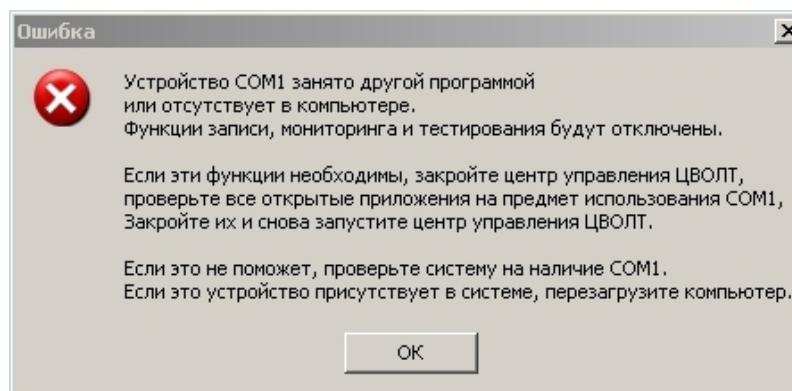 Ошибка
Устройство COM1 занято другой программой
или отсутствует в компьютере.
Функции записи, мониторинга и тестирования будут отключены.
Если эти функции необходимы, закройте центр управления ЦВОЛТ,
проверьте все открытые приложения на предмет использования COM1,
Закройте их и снова запустите центр управления ЦВОЛТ.
Если это не поможет, проверьте систему на наличие COM1.
Если это устройство присутствует в системе, перезагрузите компьютер.
ОК